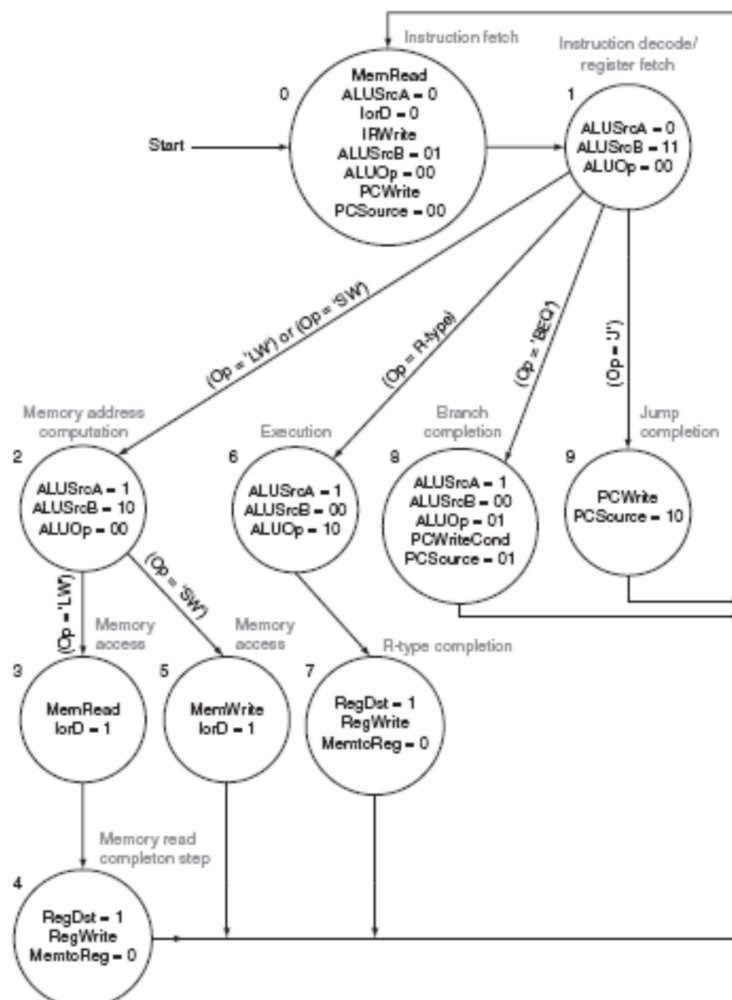 Instruction fetch
0
MemRead
ALUSrcA = 0
IorD = 0
IRWrite
ALUSrcB = 01
ALUOp = 00
PCWrite
PCSource = 00
Start
Instruction decode/
register fetch
1
ALUSrcA = 0
ALUSrcB = 11
ALUOp = 00
(Op = 'LW') or (Op = 'SW')
(Op = R-type)
(Op = 'BEQ')
(Op = 'J')
Memory address
computation
2
ALUSrcA = 1
ALUSrcB = 10
ALUOp = 00
Execution
6
ALUSrcA = 1
ALUSrcB = 00
ALUOp = 10
Branch
completion
8
ALUSrcA = 1
ALUSrcB = 00
ALUOp = 01
PCWriteCond
PCSource = 01
Jump
completion
9
PCWrite
PCSource = 10
(Op = 'LW')
(Op = 'SW')
Memory
access
3
MemRead
IorD = 1
Memory
access
5
MemWrite
IorD = 1
R-type completion
7
RegDst = 1
RegWrite
MemtoReg = 0
Memory read
completon step
4
RegDst = 1
RegWrite
MemtoReg = 0